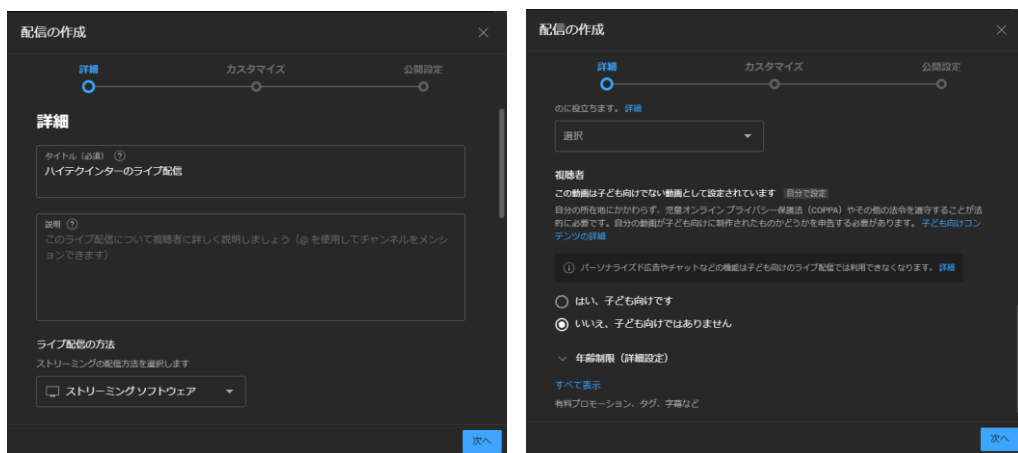 配信の作成
詳細
カスタマイズ
公開設定
詳細
タイトル（必須）
ハイテクインターのライブ配信
説明
このライブ配信について視聴者に詳しく説明しましょう（@ を使用してチャンネルをメンシ
ョンできます）
ライブ配信の方法
ストリーミングの配信方法を選択します
ストリーミングソフトウェア
次へ
配信の作成
詳細
カスタマイズ
公開設定
のに役立ちます。 詳細
選択
視聴者
この動画は子ども向けでない動画として設定されています 自分で設定
自分の所在地にかかわらず、児童オンラインプライバシー保護法（COPPA）やその他の法令を遵守することが法
的に必要です。自分の動画が子ども向けに制作されたものかどうかを申告する必要があります。 子ども向けコン
テンツの詳細
パーソナライズド広告やチャットなどの機能は子ども向けのライブ配信では利用できなくなります。 詳細
はい、子ども向けです
いいえ、子ども向けではありません
年齢制限（詳細設定）
すべて表示
有料プロモーション、タグ、字幕など
次へ